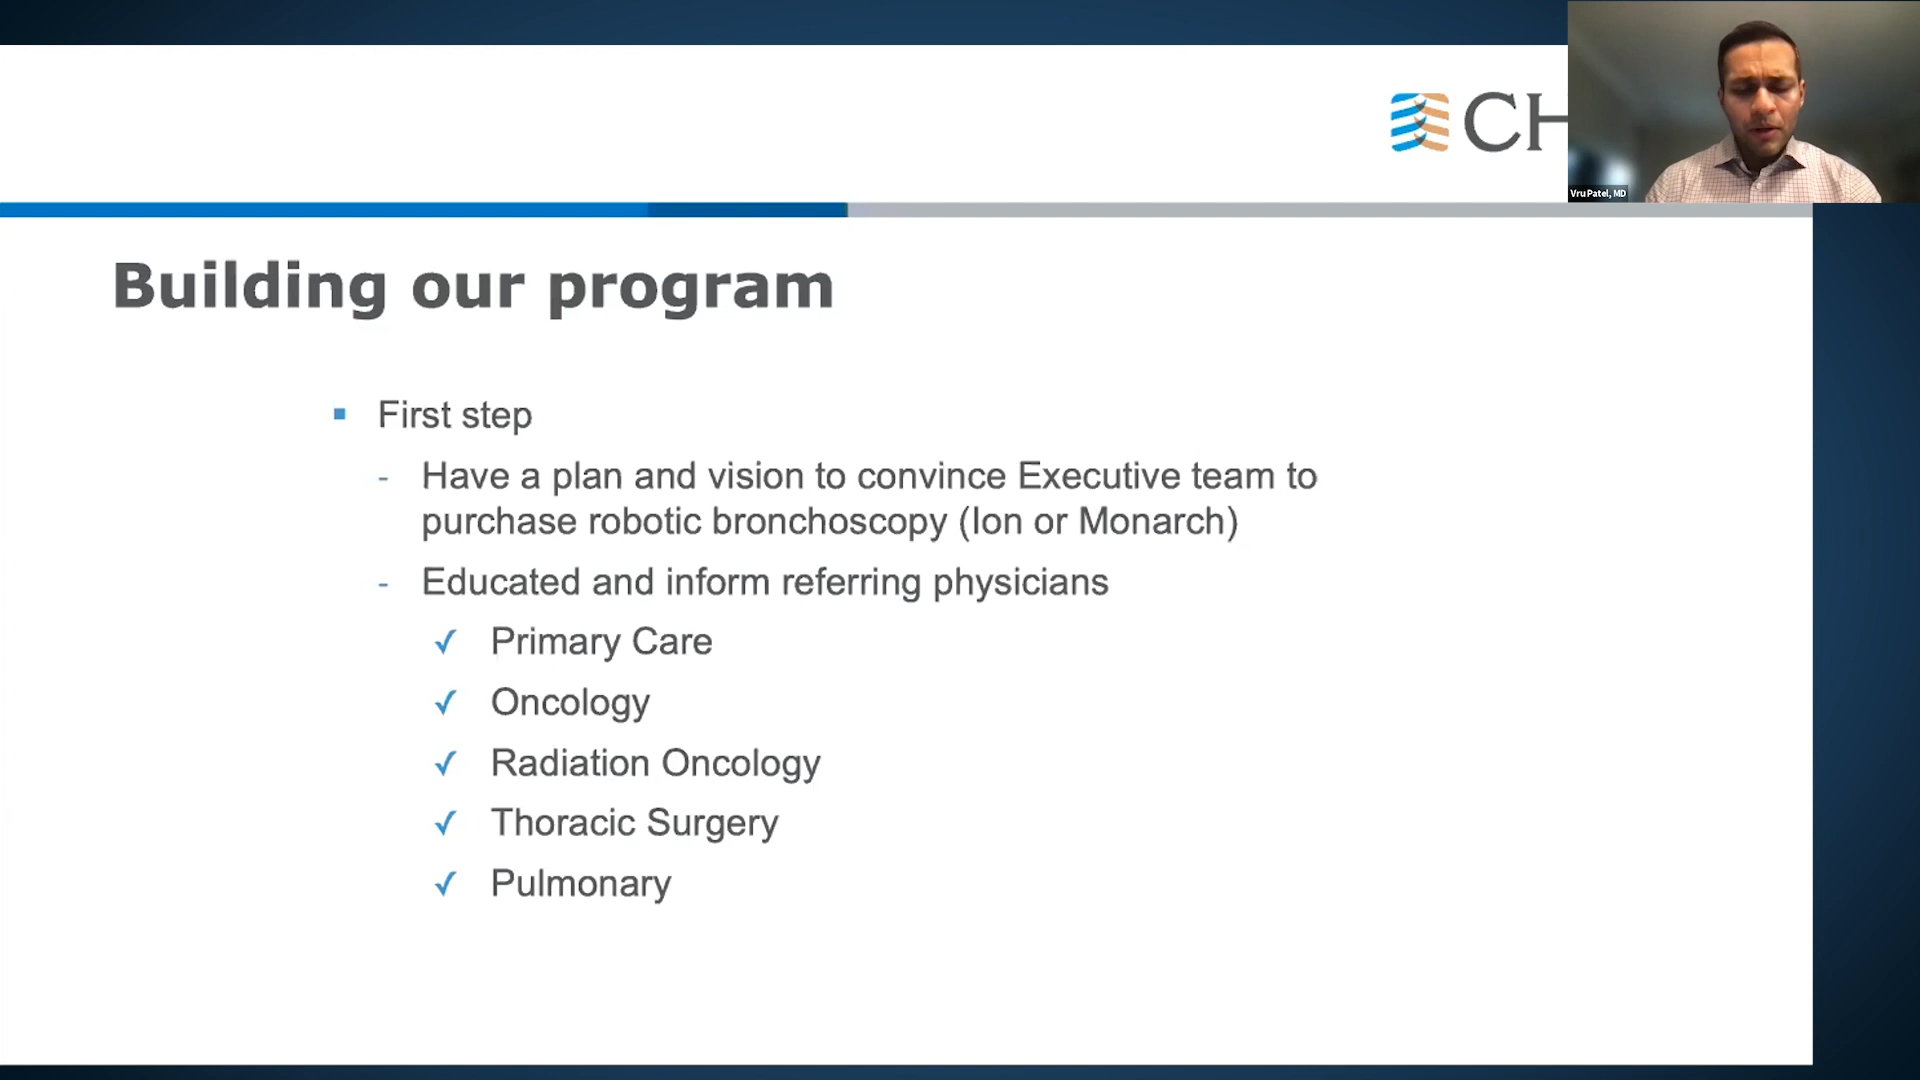 CH
Vru Patel, MD
Building our program
▪ First step
- Have a plan and vision to convince Executive team to
purchase robotic bronchoscopy (Ion or Monarch)
- Educated and inform referring physicians
✓ Primary Care
✓ Oncology
✓ Radiation Oncology
✓ Thoracic Surgery
✓ Pulmonary